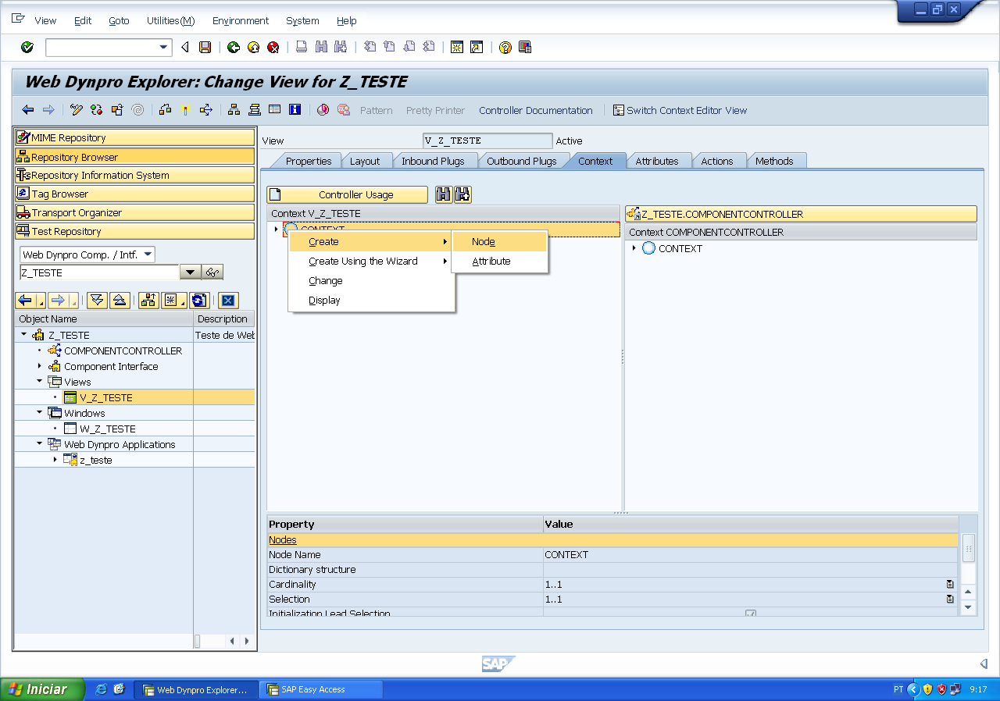 View Edit Goto Utilities(M) Environment System Help
Web Dynpro Explorer: Change View for Z_TESTE
Pattern Pretty Printer Controller Documentation Switch Context Editor View
MIME Repository
Repository Browser
Repository Information System
Tag Browser
Transport Organizer
Test Repository
Web Dynpro Comp. / Intf.
Z_TESTE
Object Name Description
Z_TESTE Teste de Web
COMPONENTCONTROLLER
Component Interface
Views
V_Z_TESTE
Windows
W_Z_TESTE
Web Dynpro Applications
z_teste
View V_Z_TESTE Active
Properties Layout Inbound Plugs Outbound Plugs Context Attributes Actions Methods
Controller Usage
Context V_Z_TESTE
CONTEXT
Create
Create Using the Wizard
Change
Display
Node
Attribute
Z_TESTE.COMPONENTCONTROLLER
Context COMPONENTCONTROLLER
CONTEXT
Property Value
Nodes
Node Name CONTEXT
Dictionary structure
Cardinality 1..1
Selection 1..1
Initialization Lead Selection
SAP
Iniciar Web Dynpro Explorer... SAP Easy Access PT 9:17